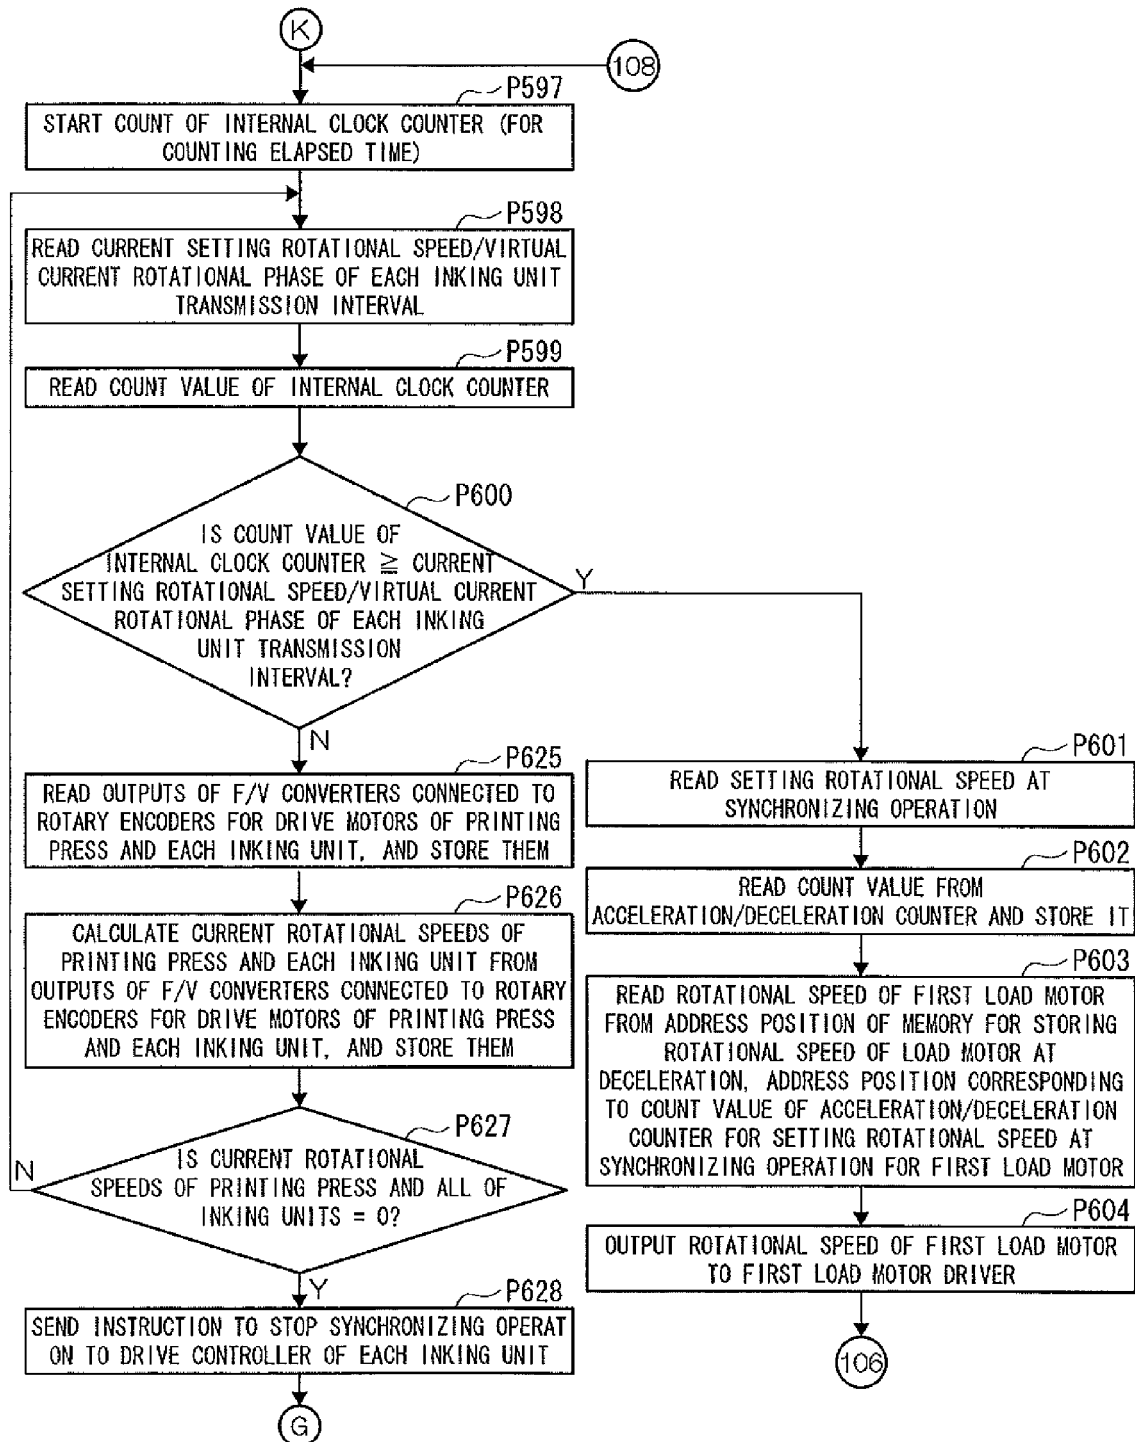 K
108
P597
START COUNT OF INTERNAL CLOCK COUNTER (FOR
COUNTING ELAPSED TIME)
P598
READ CURRENT SETTING ROTATIONAL SPEED/VIRTUAL
CURRENT ROTATIONAL PHASE OF EACH INKING UNIT
TRANSMISSION INTERVAL
P599
READ COUNT VALUE OF INTERNAL CLOCK COUNTER
P600
IS COUNT VALUE OF
INTERNAL CLOCK COUNTER ≧ CURRENT
SETTING ROTATIONAL SPEED/VIRTUAL CURRENT
ROTATIONAL PHASE OF EACH INKING
UNIT TRANSMISSION
INTERVAL?
Y
N
P625
READ OUTPUTS OF F/V CONVERTERS CONNECTED TO
ROTARY ENCODERS FOR DRIVE MOTORS OF PRINTING
PRESS AND EACH INKING UNIT, AND STORE THEM
P626
CALCULATE CURRENT ROTATIONAL SPEEDS OF
PRINTING PRESS AND EACH INKING UNIT FROM
OUTPUTS OF F/V CONVERTERS CONNECTED TO ROTARY
ENCODERS FOR DRIVE MOTORS OF PRINTING PRESS
AND EACH INKING UNIT, AND STORE THEM
P627
IS CURRENT ROTATIONAL
SPEEDS OF PRINTING PRESS AND ALL OF
INKING UNITS = 0?
N
Y
P628
SEND INSTRUCTION TO STOP SYNCHRONIZING OPERAT
ON TO DRIVE CONTROLLER OF EACH INKING UNIT
G
P601
READ SETTING ROTATIONAL SPEED AT
SYNCHRONIZING OPERATION
P602
READ COUNT VALUE FROM
ACCELERATION/DECELERATION COUNTER AND STORE IT
P603
READ ROTATIONAL SPEED OF FIRST LOAD MOTOR
FROM ADDRESS POSITION OF MEMORY FOR STORING
ROTATIONAL SPEED OF LOAD MOTOR AT
DECELERATION, ADDRESS POSITION CORRESPONDING
TO COUNT VALUE OF ACCELERATION/DECELERATION
COUNTER FOR SETTING ROTATIONAL SPEED AT
SYNCHRONIZING OPERATION FOR FIRST LOAD MOTOR
P604
OUTPUT ROTATIONAL SPEED OF FIRST LOAD MOTOR
TO FIRST LOAD MOTOR DRIVER
106